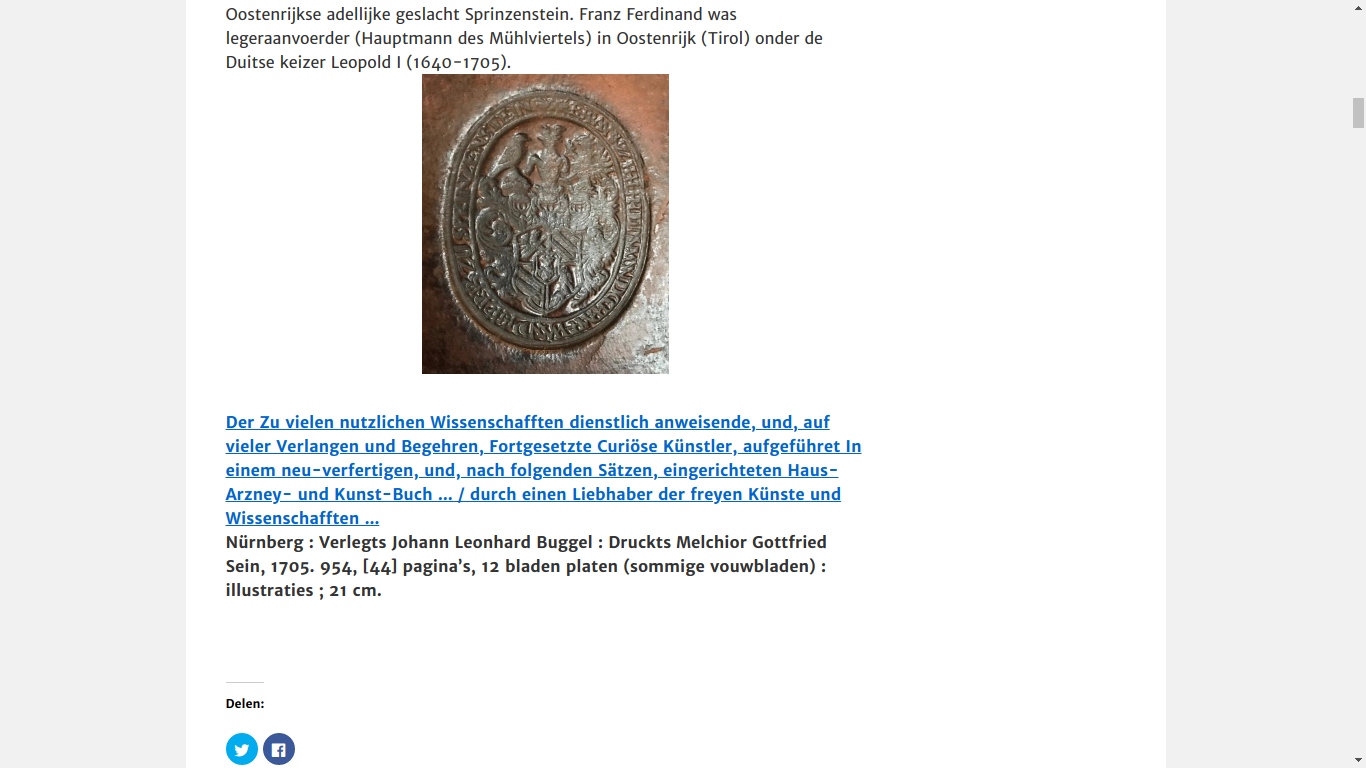 Oostenrijkse adellijke geslacht Sprinzenstein. Franz Ferdinand was
legeraanvoerder (Hauptmann des Mühlviertels) in Oostenrijk (Tirol) onder de
Duitse keizer Leopold I (1640-1705).
Der Zu vielen nutzlichen Wissenschafften dienstlich anweisende, und, auf
vieler Verlangen und Begehren, Fortgesetzte Curiöse Künstler, aufgeführet In
einem neu-verfertigen, und, nach folgenden Sätzen, eingerichteten Haus-
Arzney- und Kunst-Buch ... / durch einen Liebhaber der freyen Künste und
Wissenschafften ...
Nürnberg : Verlegts Johann Leonhard Buggel : Druckts Melchior Gottfried
Sein, 1705. 954, [44] pagina’s, 12 bladen platen (sommige vouwbladen) :
illustraties ; 21 cm.
Delen: